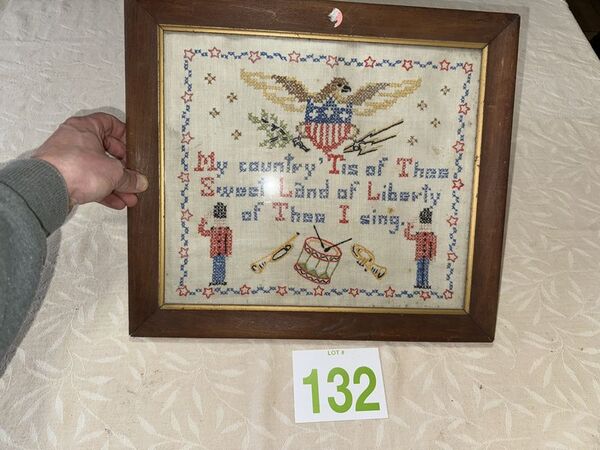 My country 'Tis of Thee
Sweet Land of Liberty
of Thee I sing.
LOT #
132